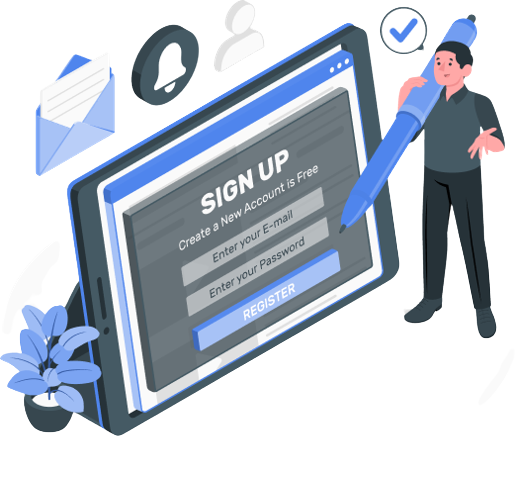 SIGN UP
Create a New Account is Free
Enter your E-mail
Enter your Password
REGISTER